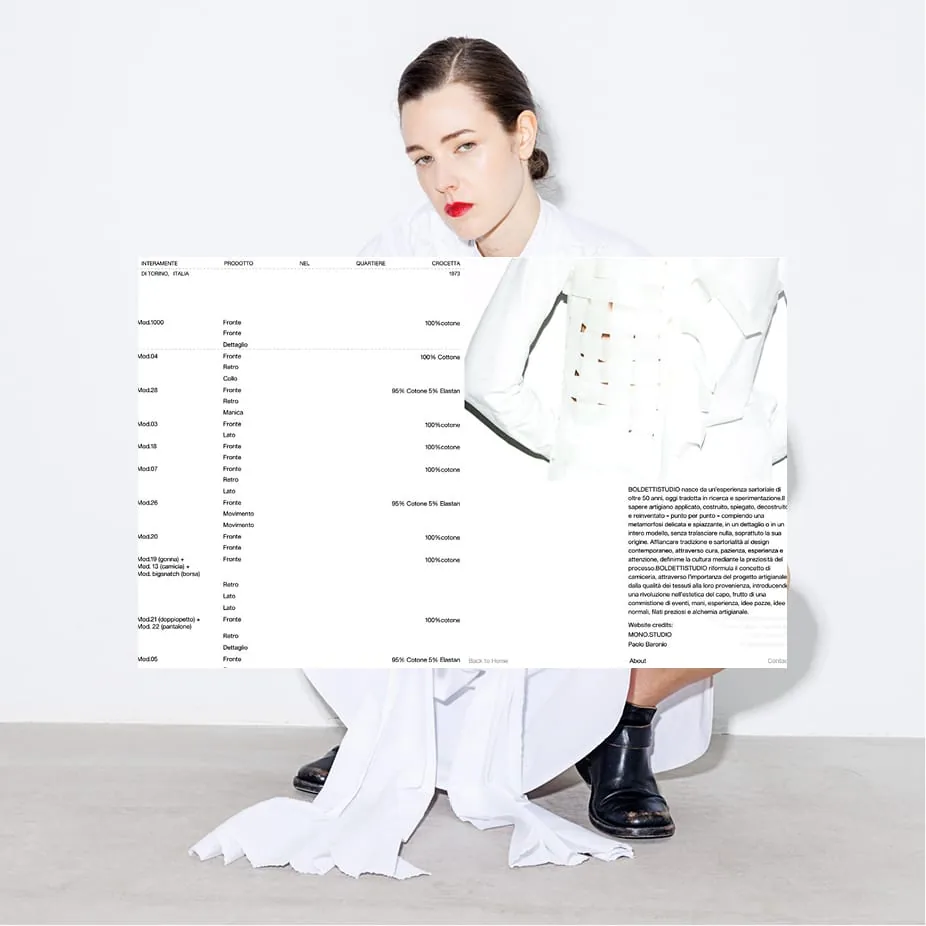 INTERAMENTE PRODOTTO NEL QUARTIERE CROCETTA
DI TORINO, ITALIA 1973
Mod.1000 Fronte 100%cotone
Fronte
Dettaglio
Mod.04 Fronte 100% Cottone
Retro
Collo
Mod.28 Fronte 95% Cotone 5% Elastan
Retro
Manica
Mod.03 Fronte 100%cotone
Lato
Mod.18 Fronte 100%cotone
Fronte
Mod.07 Fronte 100%cotone
Retro
Lato
Mod.26 Fronte 95% Cotone 5% Elastan
Movimento
Movimento
Mod.20 Fronte 100%cotone
Fronte
Mod.19 (gonna) + Fronte 100%cotone
Mod. 13 (camicia) +
Mod. bigsnatch (borsa)
Retro
Lato
Lato
Mod.21 (doppiopetto) + Fronte 100%cotone
Mod. 22 (pantalone)
Retro
Dettaglio
Mod.05 Fronte 95% Cotone 5% Elastan
BOLDETTISTUDIO nasce da un'esperienza sartoriale di
oltre 50 anni, oggi tradotta in ricerca e sperimentazione.Il
sapere artigiano applicato, costruito, spiegato, decostruito
e reinventato – punto per punto – compiendo una
metamorfosi delicata e spiazzante, in un dettaglio o in un
intero modello, senza tralasciare nulla, soprattuto la sua
origine. Affiancare tradizione e sartorialità al design
contemporaneo, attraverso cura, pazienza, esperienza e
attenzione, definirne la cultura mediante la preziosità del
processo.BOLDETTISTUDIO riformula il concetto di
camiceria, attraverso l'importanza del progetto artigianale
dalla qualità dei tessuti alla loro provenienza, introducendo
una rivoluzione nell'estetica del capo, frutto di una
commistione di eventi, mani, esperienza, idee pazze, idee
normali, filati preziosi e alchemia artigianale.
Website credits:
MONO.STUDIO
Paolo Baronio
Back to Home About Contac